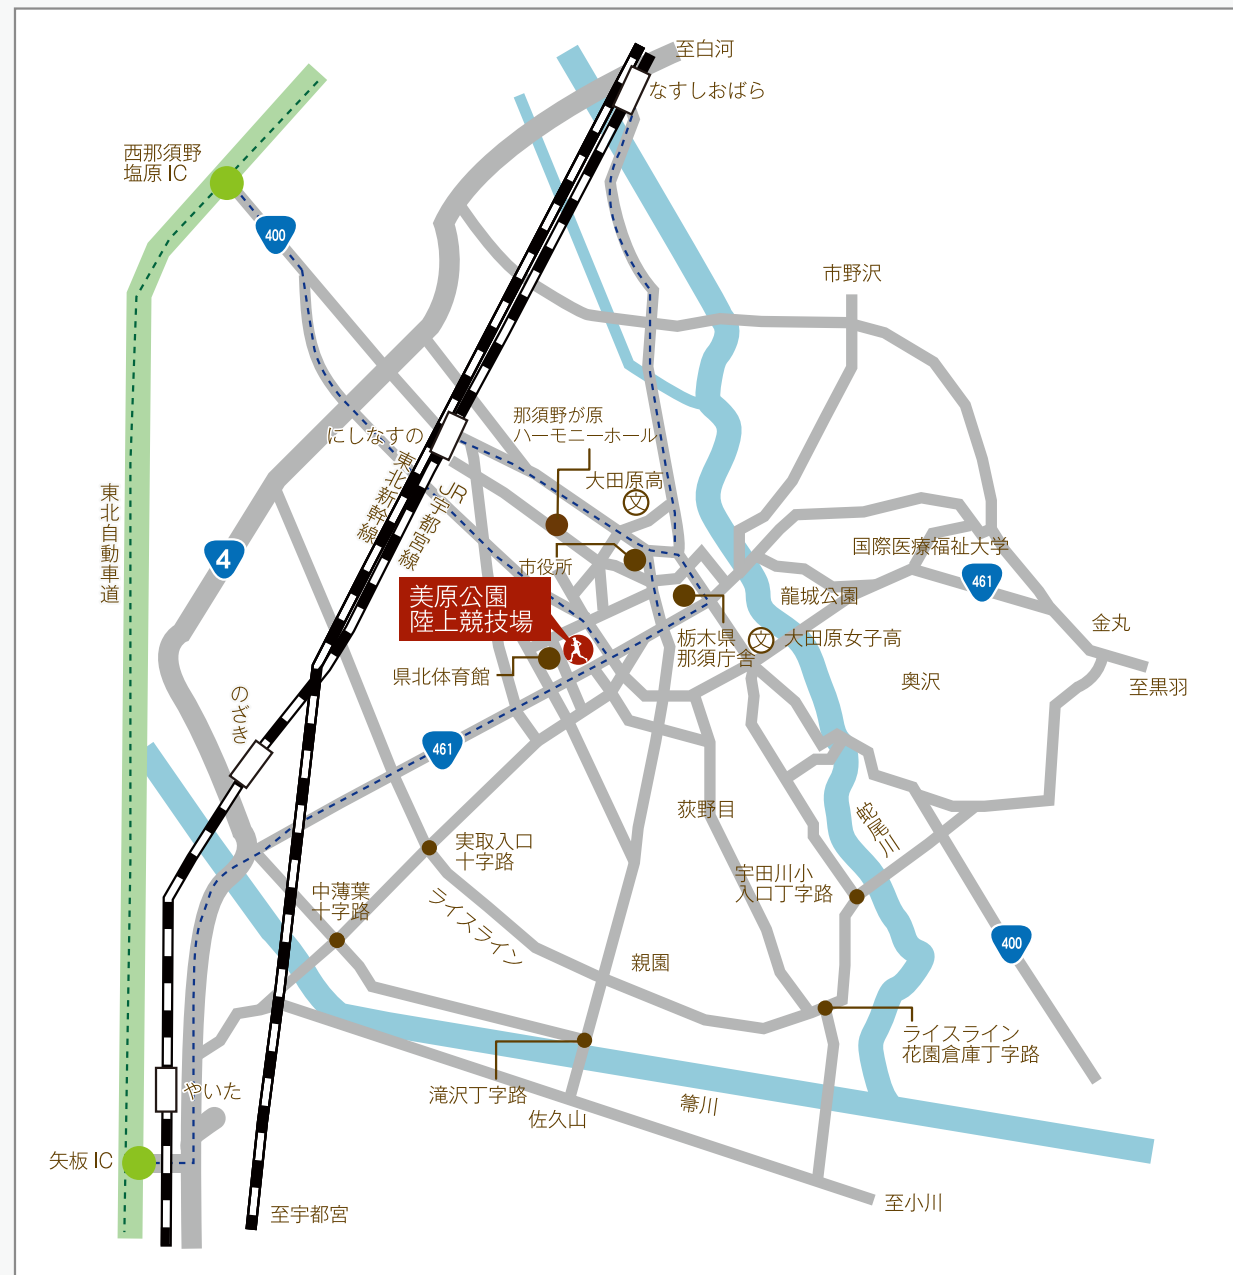 至白河
なすしおばら
西那須野
塩原 IC
400
市野沢
那須野が原
ハーモニーホール
にしなすの
大田原高
文
東北新幹線
JR宇都宮線
東北自動車道
4
市役所
国際医療福祉大学
461
美原公園
陸上競技場
龍城公園
金丸
栃木県
那須庁舎
文
大田原女子高
県北体育館
奥沢
至黒羽
のざき
461
荻野目
蛇尾川
実取入口
十字路
宇田川小
入口丁字路
中薄葉
十字路
ライスライン
400
親園
ライスライン
花園倉庫丁字路
やいた
滝沢丁字路
箒川
佐久山
矢板 IC
至宇都宮
至小川